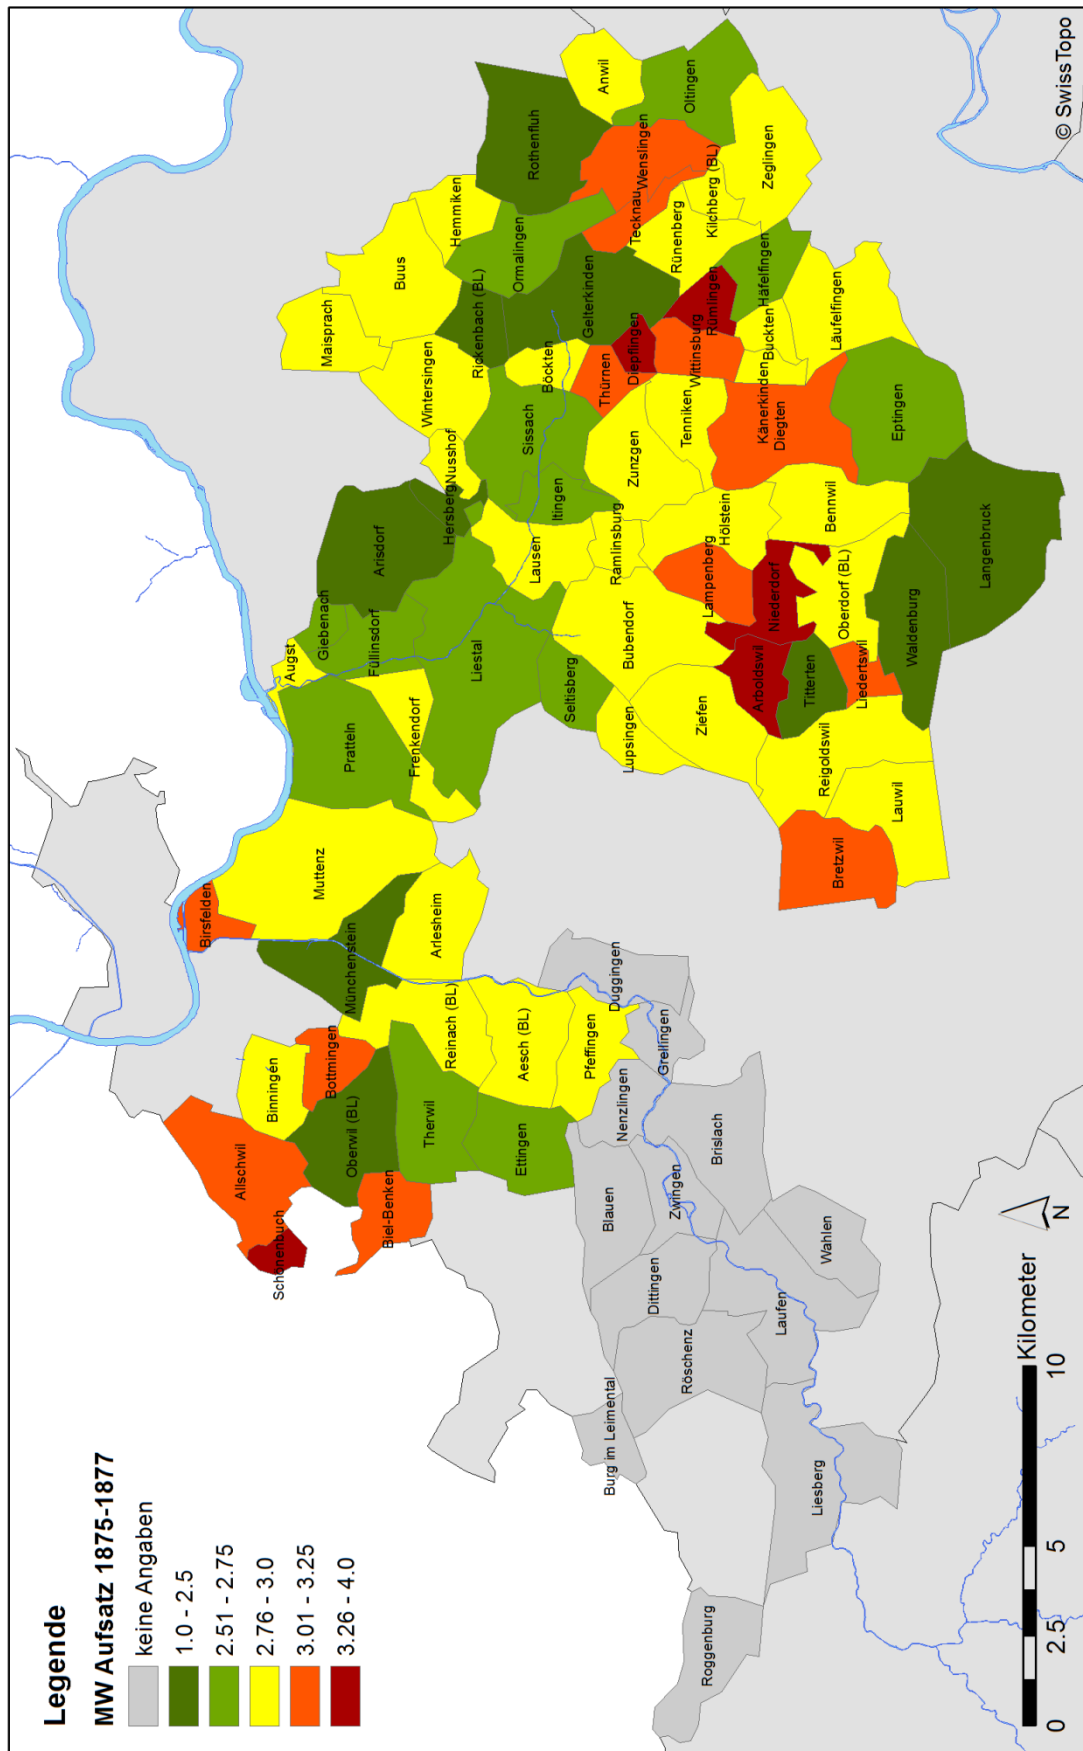 Legende
MW Aufsatz 1875-1877
keine Angaben
1.0 - 2.5
2.51 - 2.75
2.76 - 3.0
3.01 - 3.25
3.26 - 4.0
Schönenbuch
Allschwil
Binningén
Bottmingen
Oberwil (BL)
Biel-Benken
Therwil
Ettingen
Birsfelden
Münchenstein
Muttenz
Reinach (BL)
Arlesheim
Aesch (BL)
Pfeffingen
Duggingen
Grellingen
Nenzlingen
Blauen
Zwingen
Brislach
Dittingen
Wahlen
Laufen
Röschenz
Burg im Leimental
Liesberg
Roggenburg
Pratteln
Augst
Giebenach
Füllinsdorf
Frenkendorf
Arisdorf
Hersberg
Liestal
Seltisberg
Lausen
Itingen
Ramlinsburg
Bubendorf
Lupsingen
Ziefen
Maisprach
Buus
Wintersingen
Nusshof
Hemmiken
Rickenbach (BL)
Ormalingen
Rothenfluh
Anwil
Sissach
Böckten
Gelterkinden
Thürnen
Diepflingen
Tecknau
Wenslingen
Oltingen
Zunzgen
Tenniken
Wittinsburg
Rümlingen
Rünenberg
Kilchberg (BL)
Zeglingen
Häfelfingen
Buckten
Läufelfingen
Känerkinden
Diegten
Eptingen
Hölstein
Lampenberg
Niederdorf
Bennwil
Oberdorf (BL)
Arboldswil
Titterten
Liedertswil
Waldenburg
Langenbruck
Reigoldswil
Lauwil
Bretzwil
N
Kilometer
0 2.5 5 10
© SwissTopo